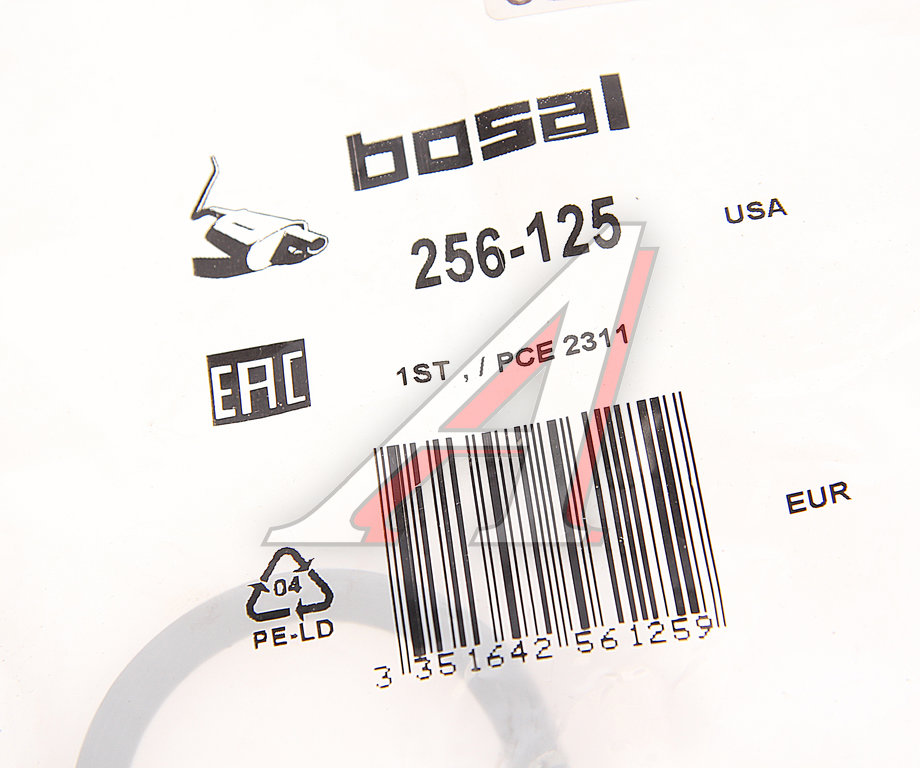 bosal
256-125
USA
EAC
1ST , / PCE 2311
EUR
04
PE-LD
3 351642 561259